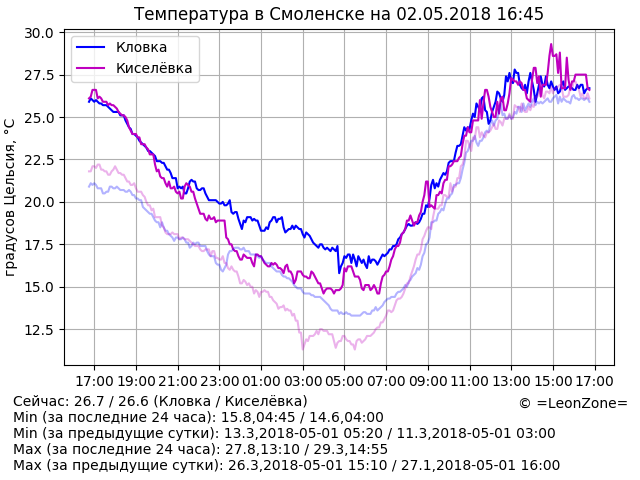 Температура в Смоленске на 02.05.2018 16:45
Кловка
Киселёвка
градусов Цельсия, °C
30.0
27.5
25.0
22.5
20.0
17.5
15.0
12.5
17:00 19:00 21:00 23:00 01:00 03:00 05:00 07:00 09:00 11:00 13:00 15:00 17:00
Сейчас: 26.7 / 26.6 (Кловка / Киселёвка)
© =LeonZone=
Min (за последние 24 часа): 15.8,04:45 / 14.6,04:00
Min (за предыдущие сутки): 13.3,2018-05-01 05:20 / 11.3,2018-05-01 03:00
Max (за последние 24 часа): 27.8,13:10 / 29.3,14:55
Max (за предыдущие сутки): 26.3,2018-05-01 15:10 / 27.1,2018-05-01 16:00